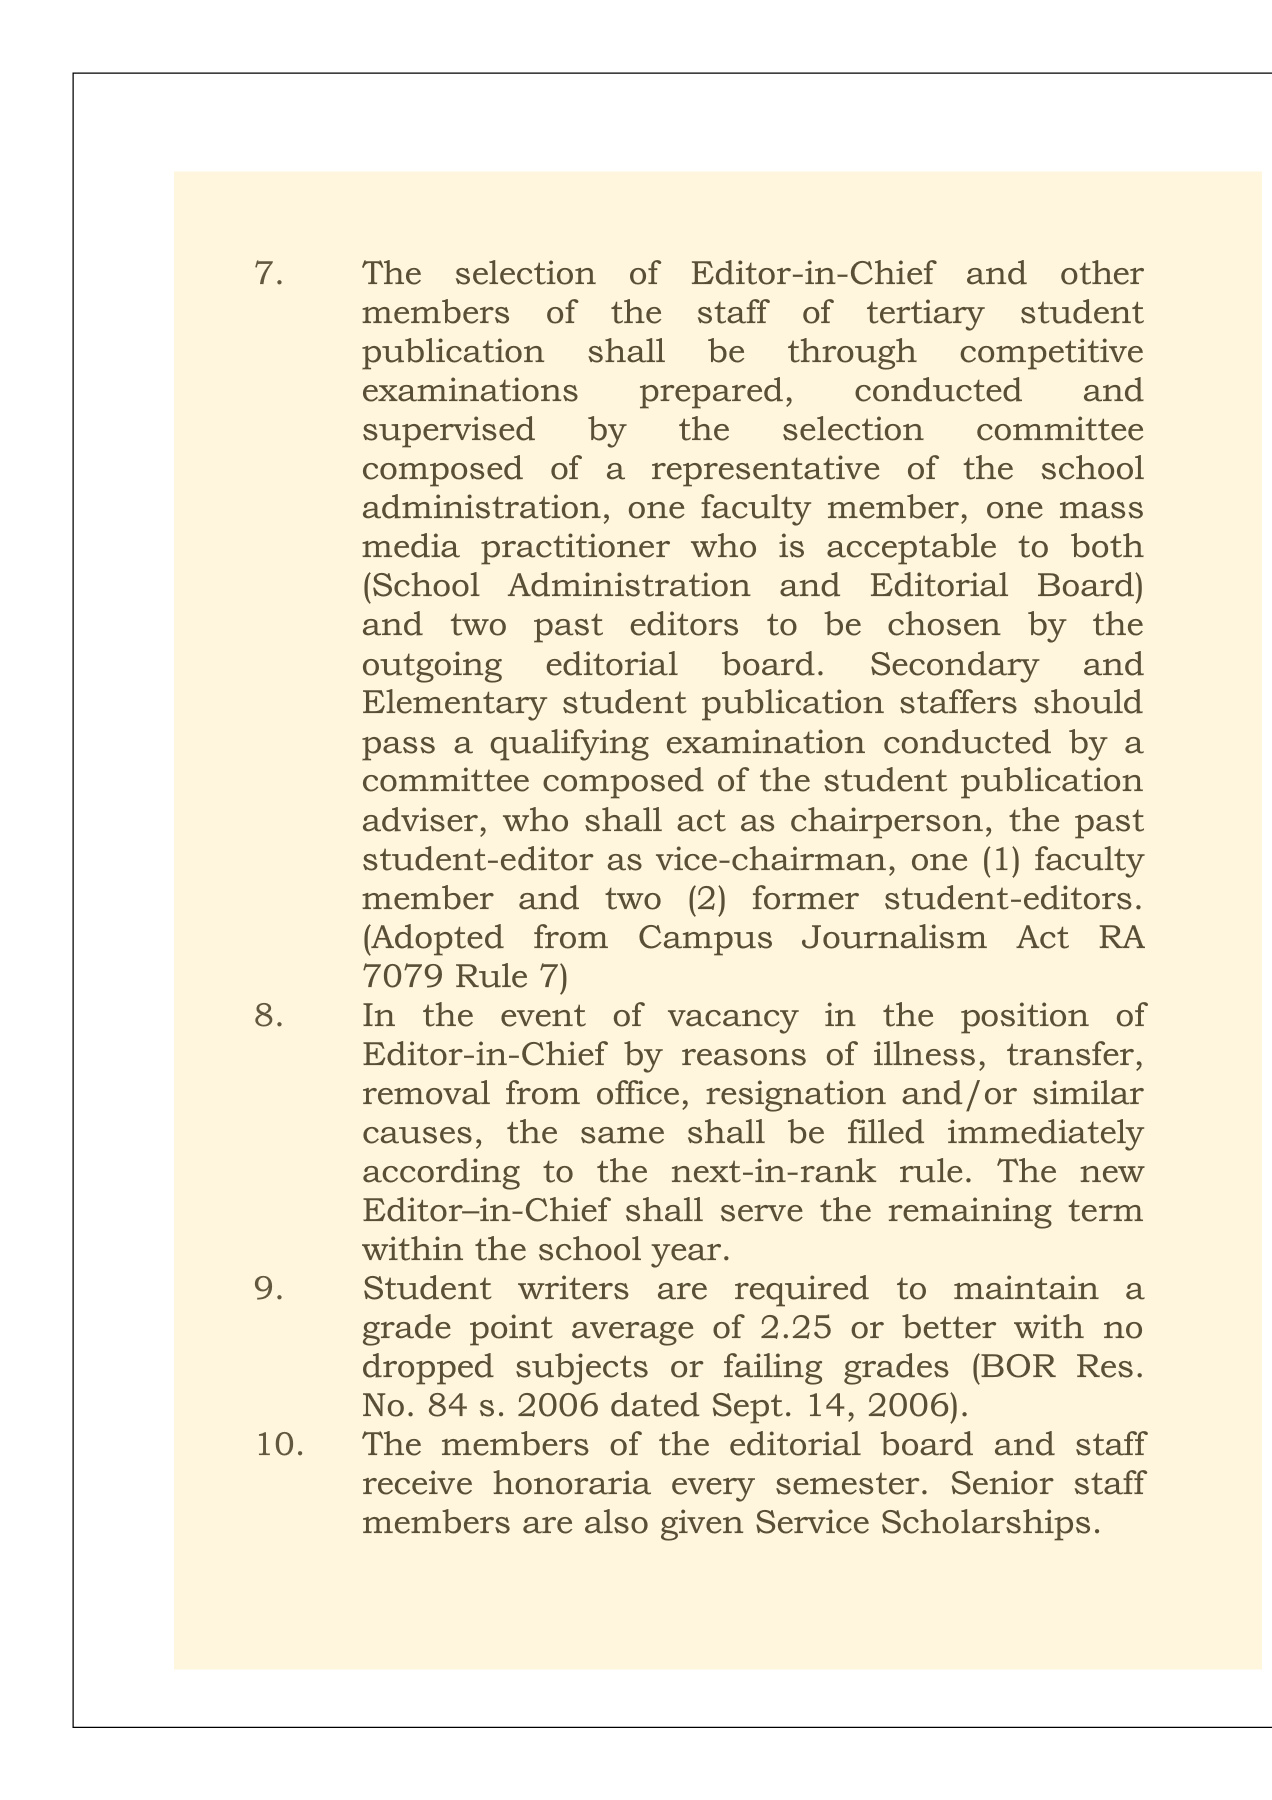 7. The selection of Editor-in-Chief and other
members of the staff of tertiary student
publication shall be through competitive
examinations prepared, conducted and
supervised by the selection committee
composed of a representative of the school
administration, one faculty member, one mass
media practitioner who is acceptable to both
(School Administration and Editorial Board)
and two past editors to be chosen by the
outgoing editorial board. Secondary and
Elementary student publication staffers should
pass a qualifying examination conducted by a
committee composed of the student publication
adviser, who shall act as chairperson, the past
student-editor as vice-chairman, one (1) faculty
member and two (2) former student-editors.
(Adopted from Campus Journalism Act RA
7079 Rule 7)
8. In the event of vacancy in the position of
Editor-in-Chief by reasons of illness, transfer,
removal from office, resignation and/or similar
causes, the same shall be filled immediately
according to the next-in-rank rule. The new
Editor–in-Chief shall serve the remaining term
within the school year.
9. Student writers are required to maintain a
grade point average of 2.25 or better with no
dropped subjects or failing grades (BOR Res.
No. 84 s. 2006 dated Sept. 14, 2006).
10. The members of the editorial board and staff
receive honoraria every semester. Senior staff
members are also given Service Scholarships.